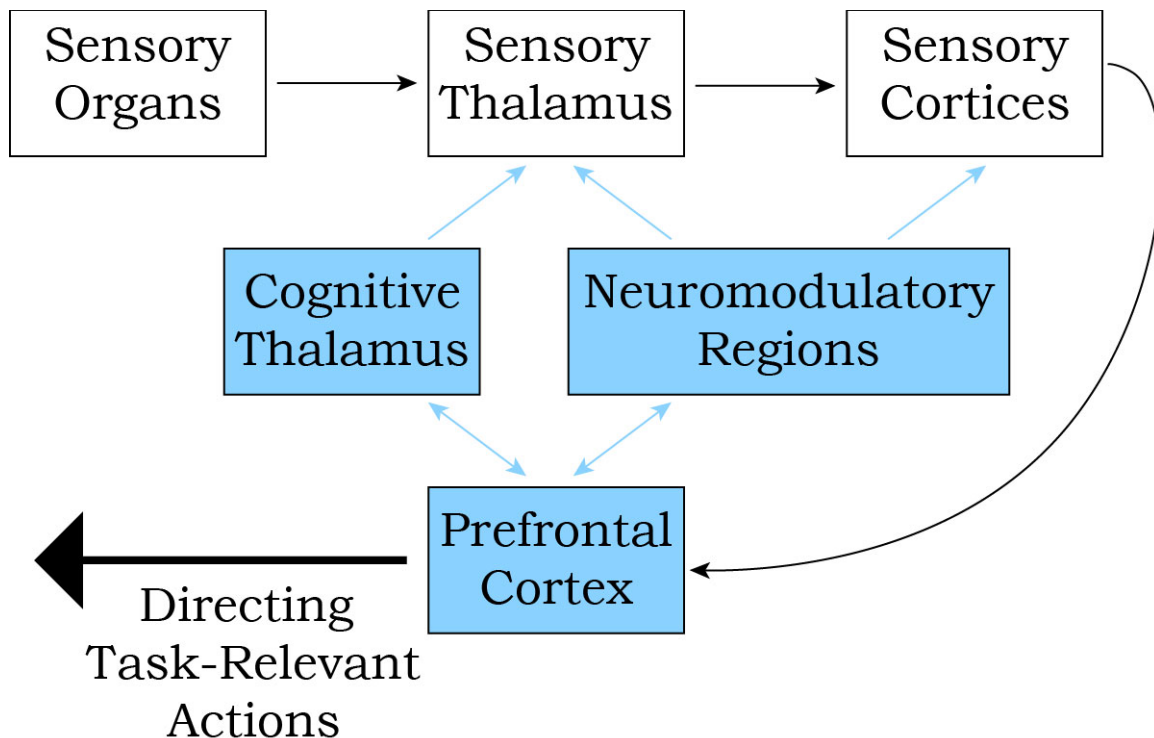 Sensory
Organs
Sensory
Thalamus
Sensory
Cortices
Cognitive
Thalamus
Neuromodulatory
Regions
Prefrontal
Cortex
Directing
Task-Relevant
Actions